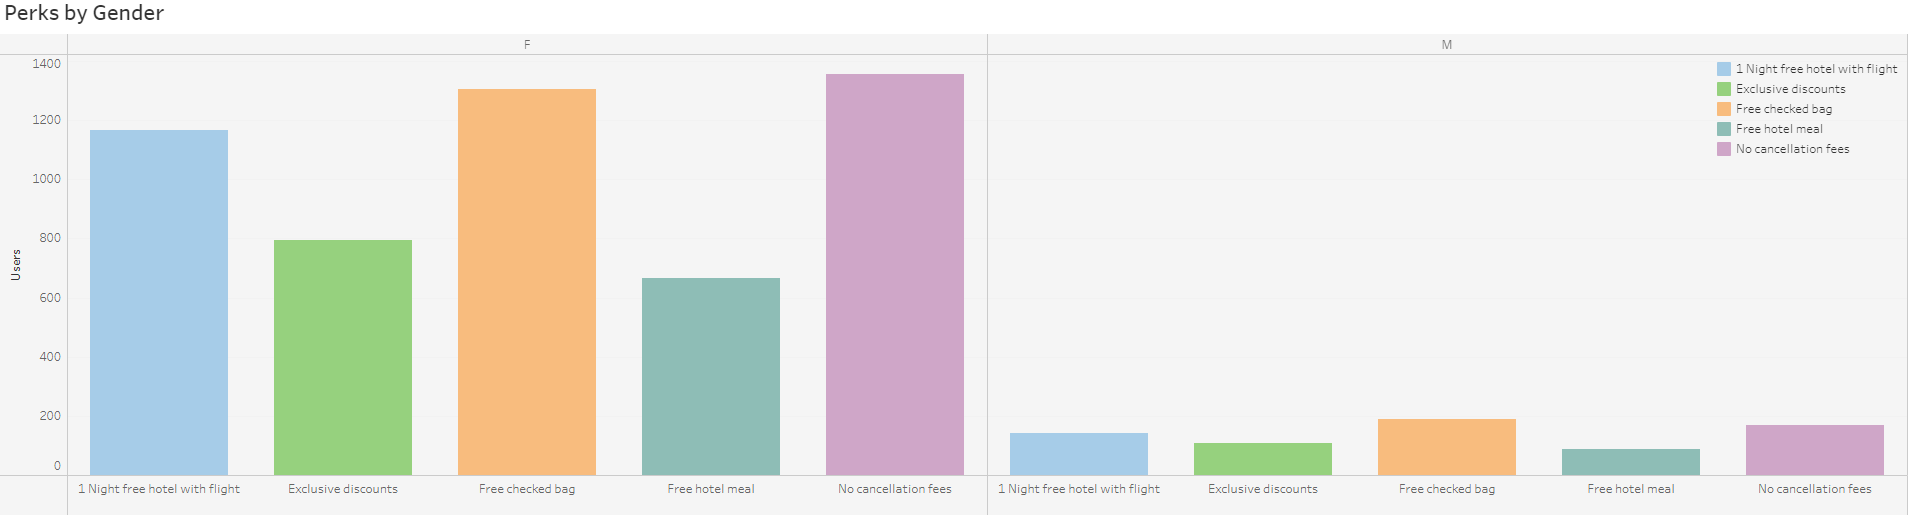 Perks by Gender
F
M
1400
1200
1000
800
600
400
200
0
Users
1 Night free hotel with flight
Exclusive discounts
Free checked bag
Free hotel meal
No cancellation fees
1 Night free hotel with flight
Exclusive discounts
Free checked bag
Free hotel meal
No cancellation fees
1 Night free hotel with flight
Exclusive discounts
Free checked bag
Free hotel meal
No cancellation fees